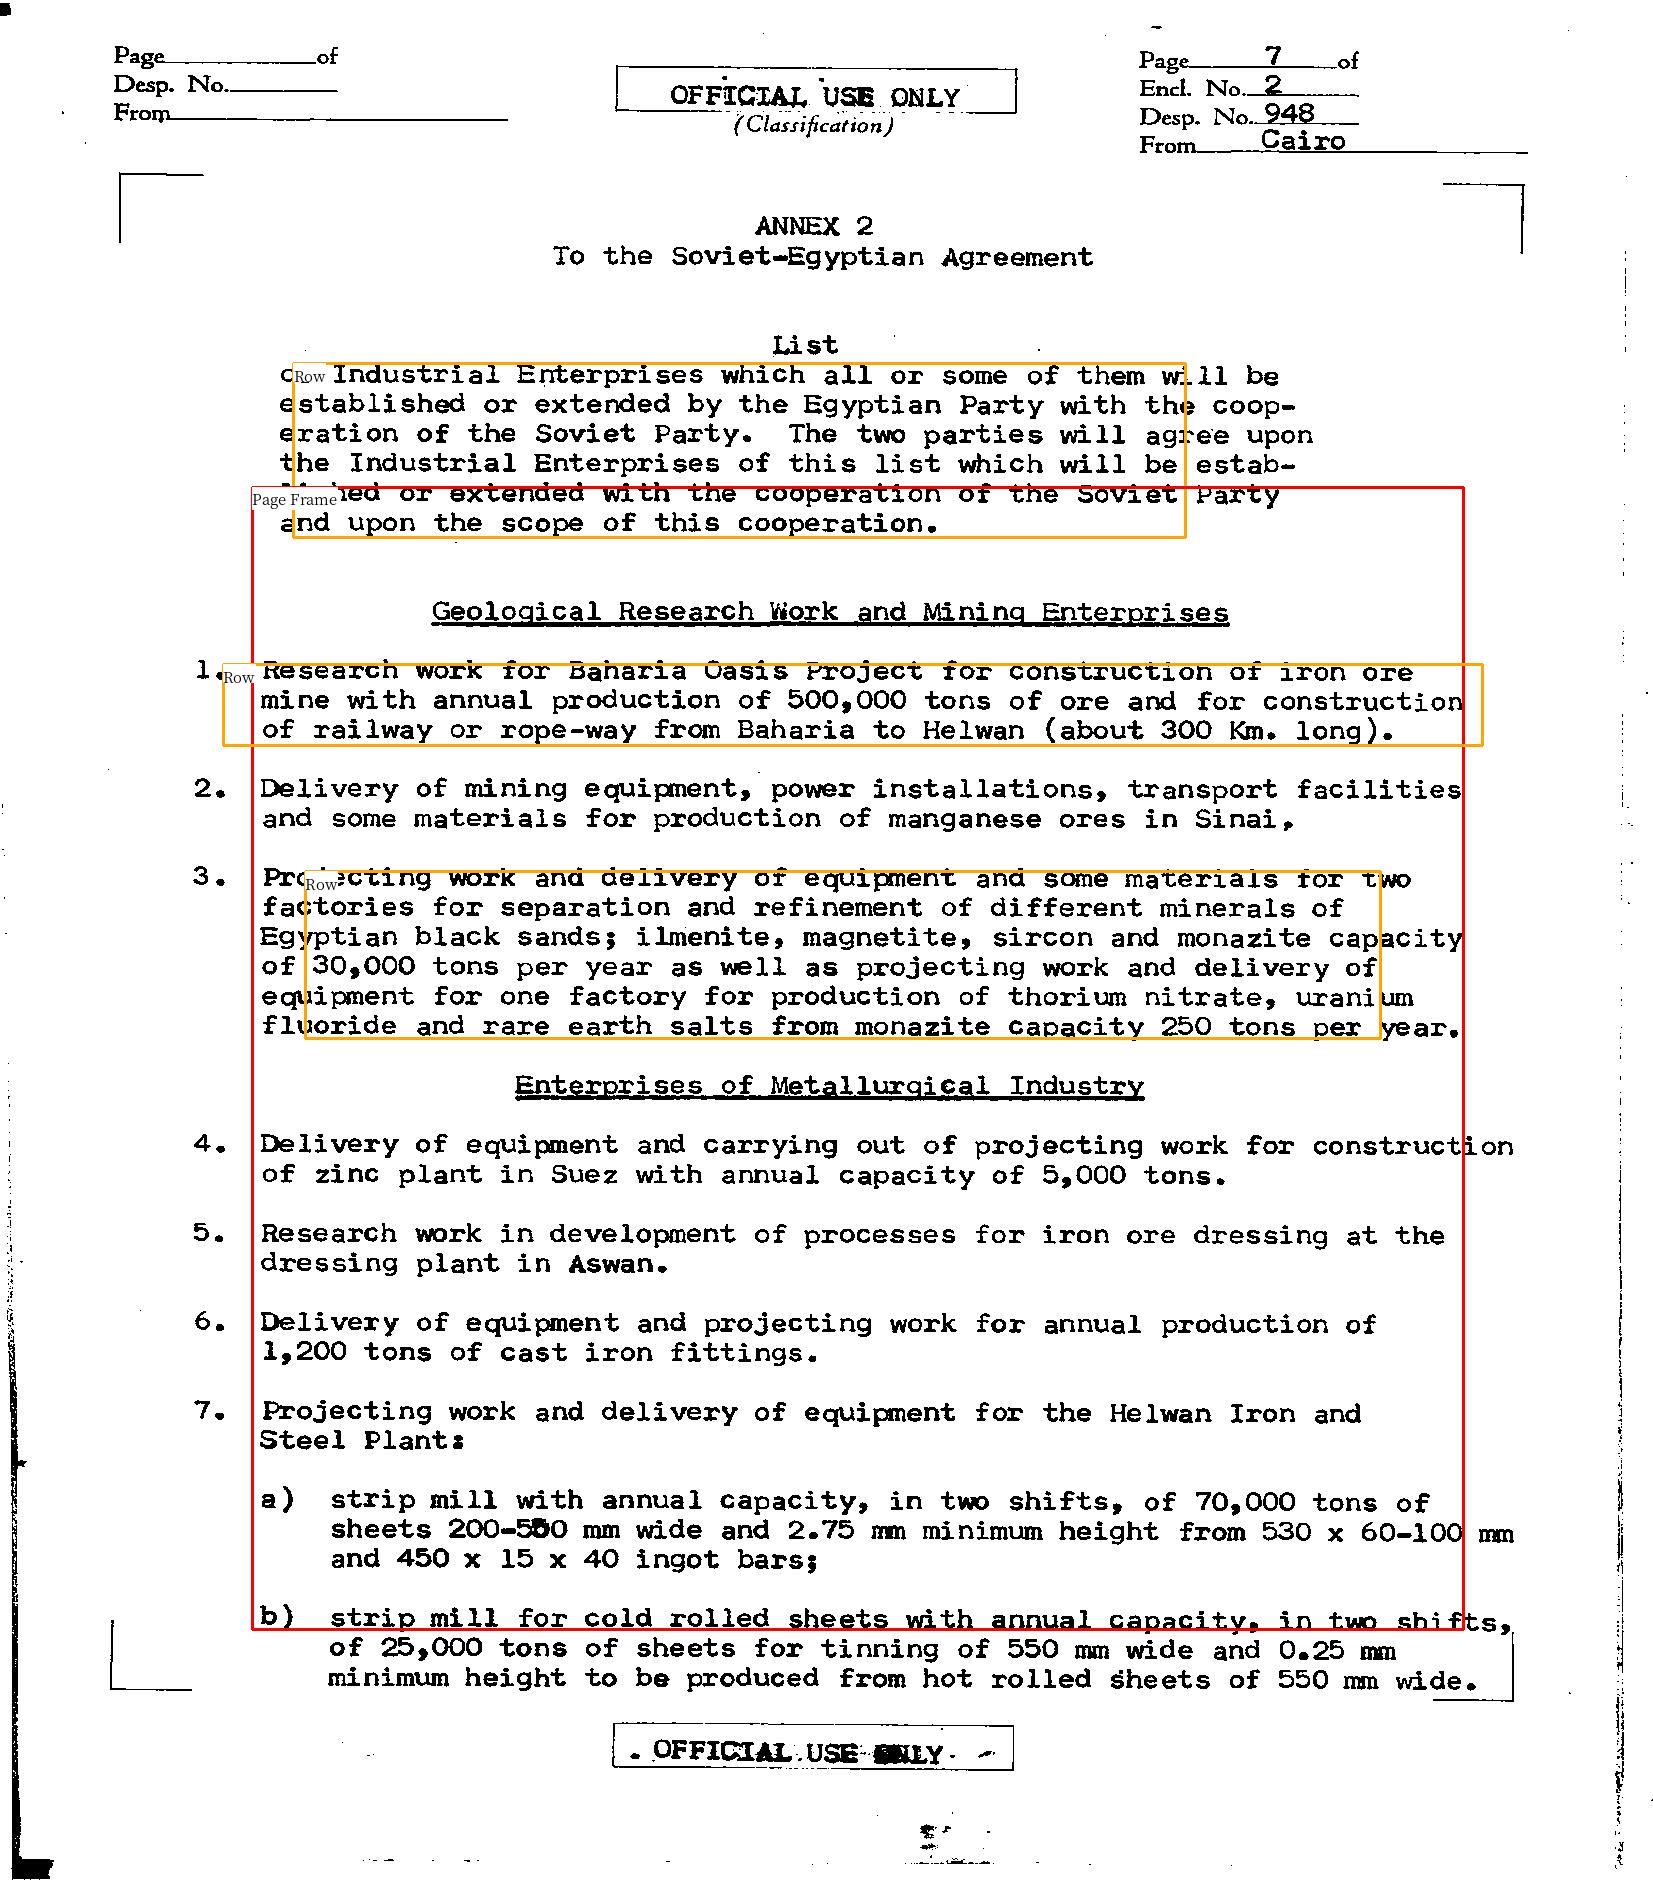 Page of
Desp. No.
From
OFFICIAL USE ONLY
(Classification)
Page 7 of
Encl. No. 2
Desp. No. 948
From Cairo
ANNEX 2
To the Soviet-Egyptian Agreement
List
Row Industrial Enterprises which all or some of them will be
established or extended by the Egyptian Party with the coop-
eration of the Soviet Party. The two parties will agree upon
the Industrial Enterprises of this list which will be estab-
Page Frame or extended with the cooperation of the Soviet Party
and upon the scope of this cooperation.
Geological Research Work and Mining Enterprises
1. Row Research work for Baharia Oasis Project for construction of iron ore
mine with annual production of 500,000 tons of ore and for construction
of railway or rope-way from Baharia to Helwan (about 300 Km. long).
2. Delivery of mining equipment, power installations, transport facilities
and some materials for production of manganese ores in Sinai,
3. Projecting Row work and delivery of equipment and some materials for two
factories for separation and refinement of different minerals of
Egyptian black sands; ilmenite, magnetite, sircon and monazite capacity
of 30,000 tons per year as well as projecting work and delivery of
equipment for one factory for production of thorium nitrate, uranium
fluoride and rare earth salts from monazite capacity 250 tons per year.
Enterprises of Metallurgical Industry
4. Delivery of equipment and carrying out of projecting work for construction
of zinc plant in Suez with annual capacity of 5,000 tons.
5. Research work in development of processes for iron ore dressing at the
dressing plant in Aswan.
6. Delivery of equipment and projecting work for annual production of
1,200 tons of cast iron fittings.
7. Projecting work and delivery of equipment for the Helwan Iron and
Steel Plant:
a) strip mill with annual capacity, in two shifts, of 70,000 tons of
sheets 200-550 mm wide and 2.75 mm minimum height from 530 x 60-100 mm
and 450 x 15 x 40 ingot bars;
b) strip mill for cold rolled sheets with annual capacity, in two shifts,
of 25,000 tons of sheets for tinning of 550 mm wide and 0.25 mm
minimum height to be produced from hot rolled sheets of 550 mm wide.
OFFICIAL USE ONLY